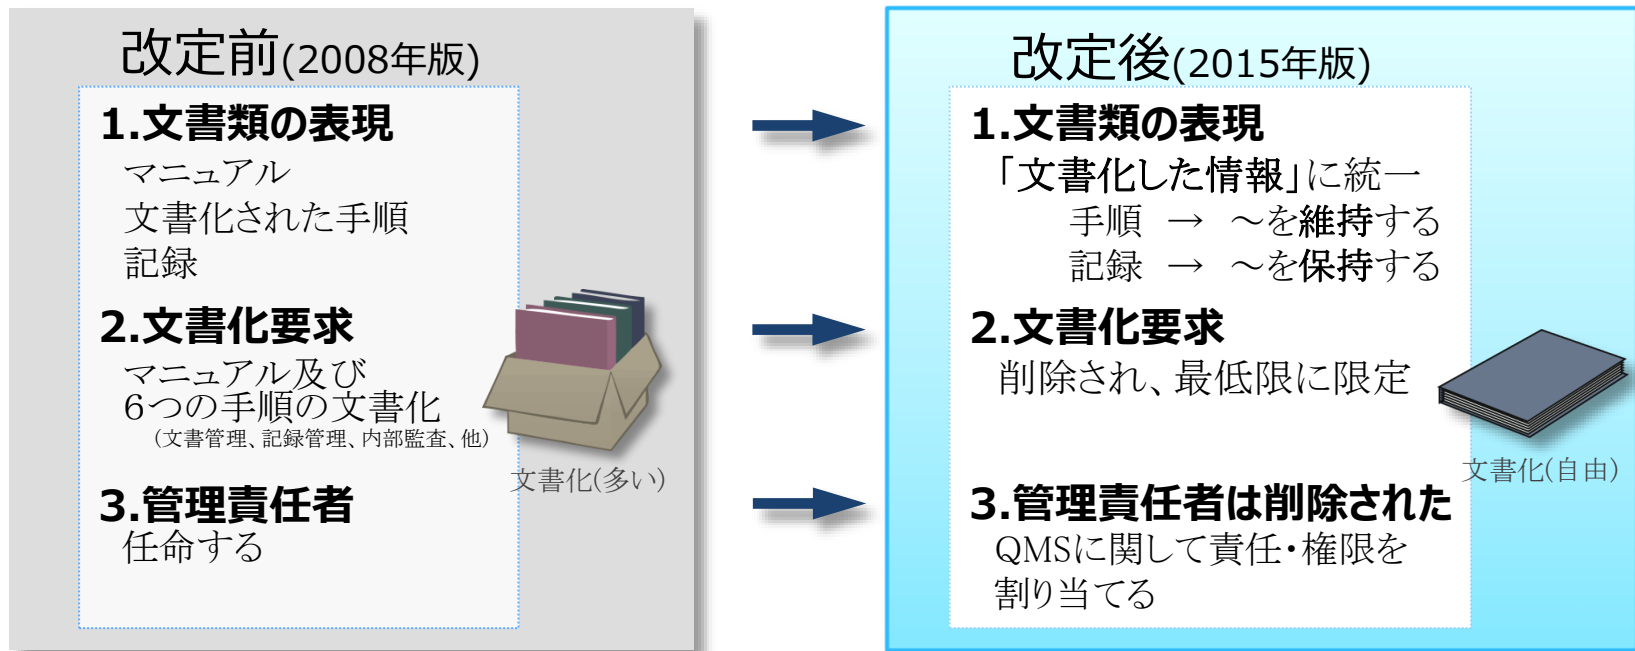 改定前(2008年版)
1.文書類の表現
マニュアル
文書化された手順
記録
2.文書化要求
マニュアル及び
6つの手順の文書化
(文書管理、記録管理、内部監査、他)
文書化(多い)
3.管理責任者
任命する
改定後(2015年版)
1.文書類の表現
「文書化した情報」に統一
手順 → ～を維持する
記録 → ～を保持する
2.文書化要求
削除され、最低限に限定
文書化(自由)
3.管理責任者は削除された
QMSに関して責任・権限を
割り当てる